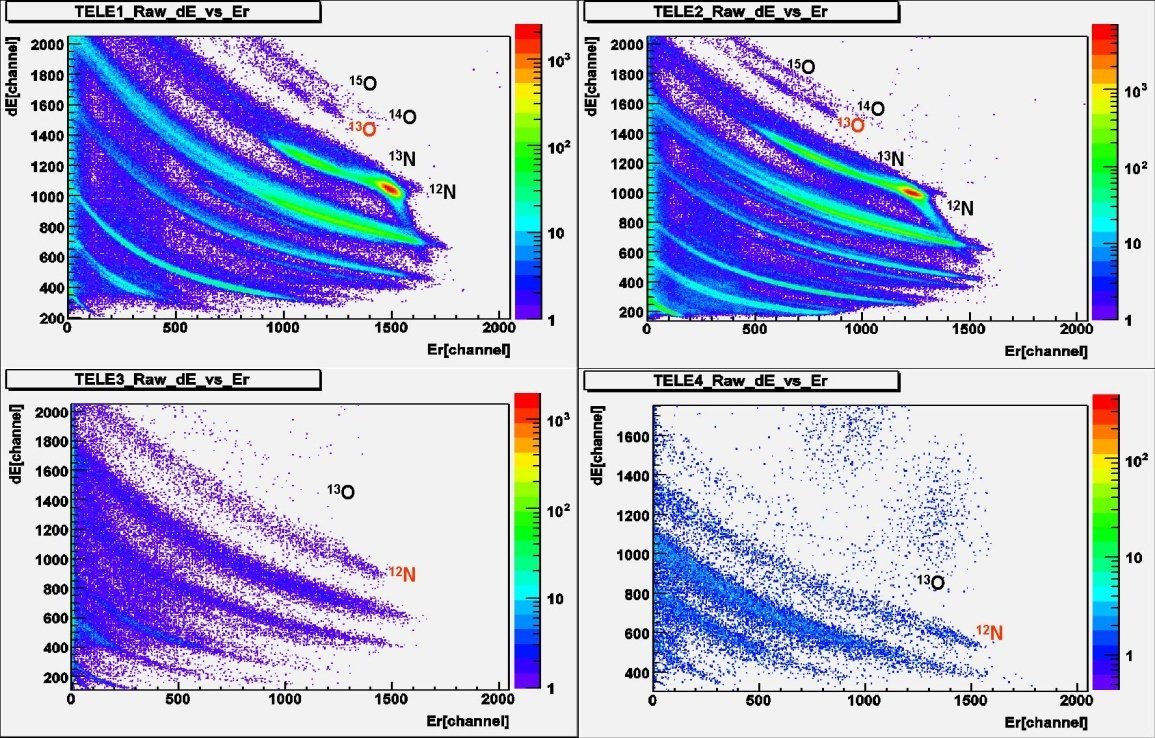 TELE1_Raw_dE_vs_Er
dE[channel]
2000
1800
1600
1400
1200
1000
800
600
400
200
0
500
1000
1500
2000
Er[channel]
¹⁵O
¹⁴O
¹³O
¹³N
¹²N
10³
10²
10
1
TELE2_Raw_dE_vs_Er
dE[channel]
2000
1800
1600
1400
1200
1000
800
600
400
200
0
500
1000
1500
2000
Er[channel]
¹⁵O
¹⁴O
¹³O
¹³N
¹²N
10³
10²
10
1
TELE3_Raw_dE_vs_Er
dE[channel]
2000
1800
1600
1400
1200
1000
800
600
400
200
0
500
1000
1500
2000
Er[channel]
¹³O
¹²N
10³
10²
10
1
TELE4_Raw_dE_vs_Er
dE[channel]
1600
1400
1200
1000
800
600
400
0
500
1000
1500
2000
Er[channel]
¹³O
¹²N
10²
10
1